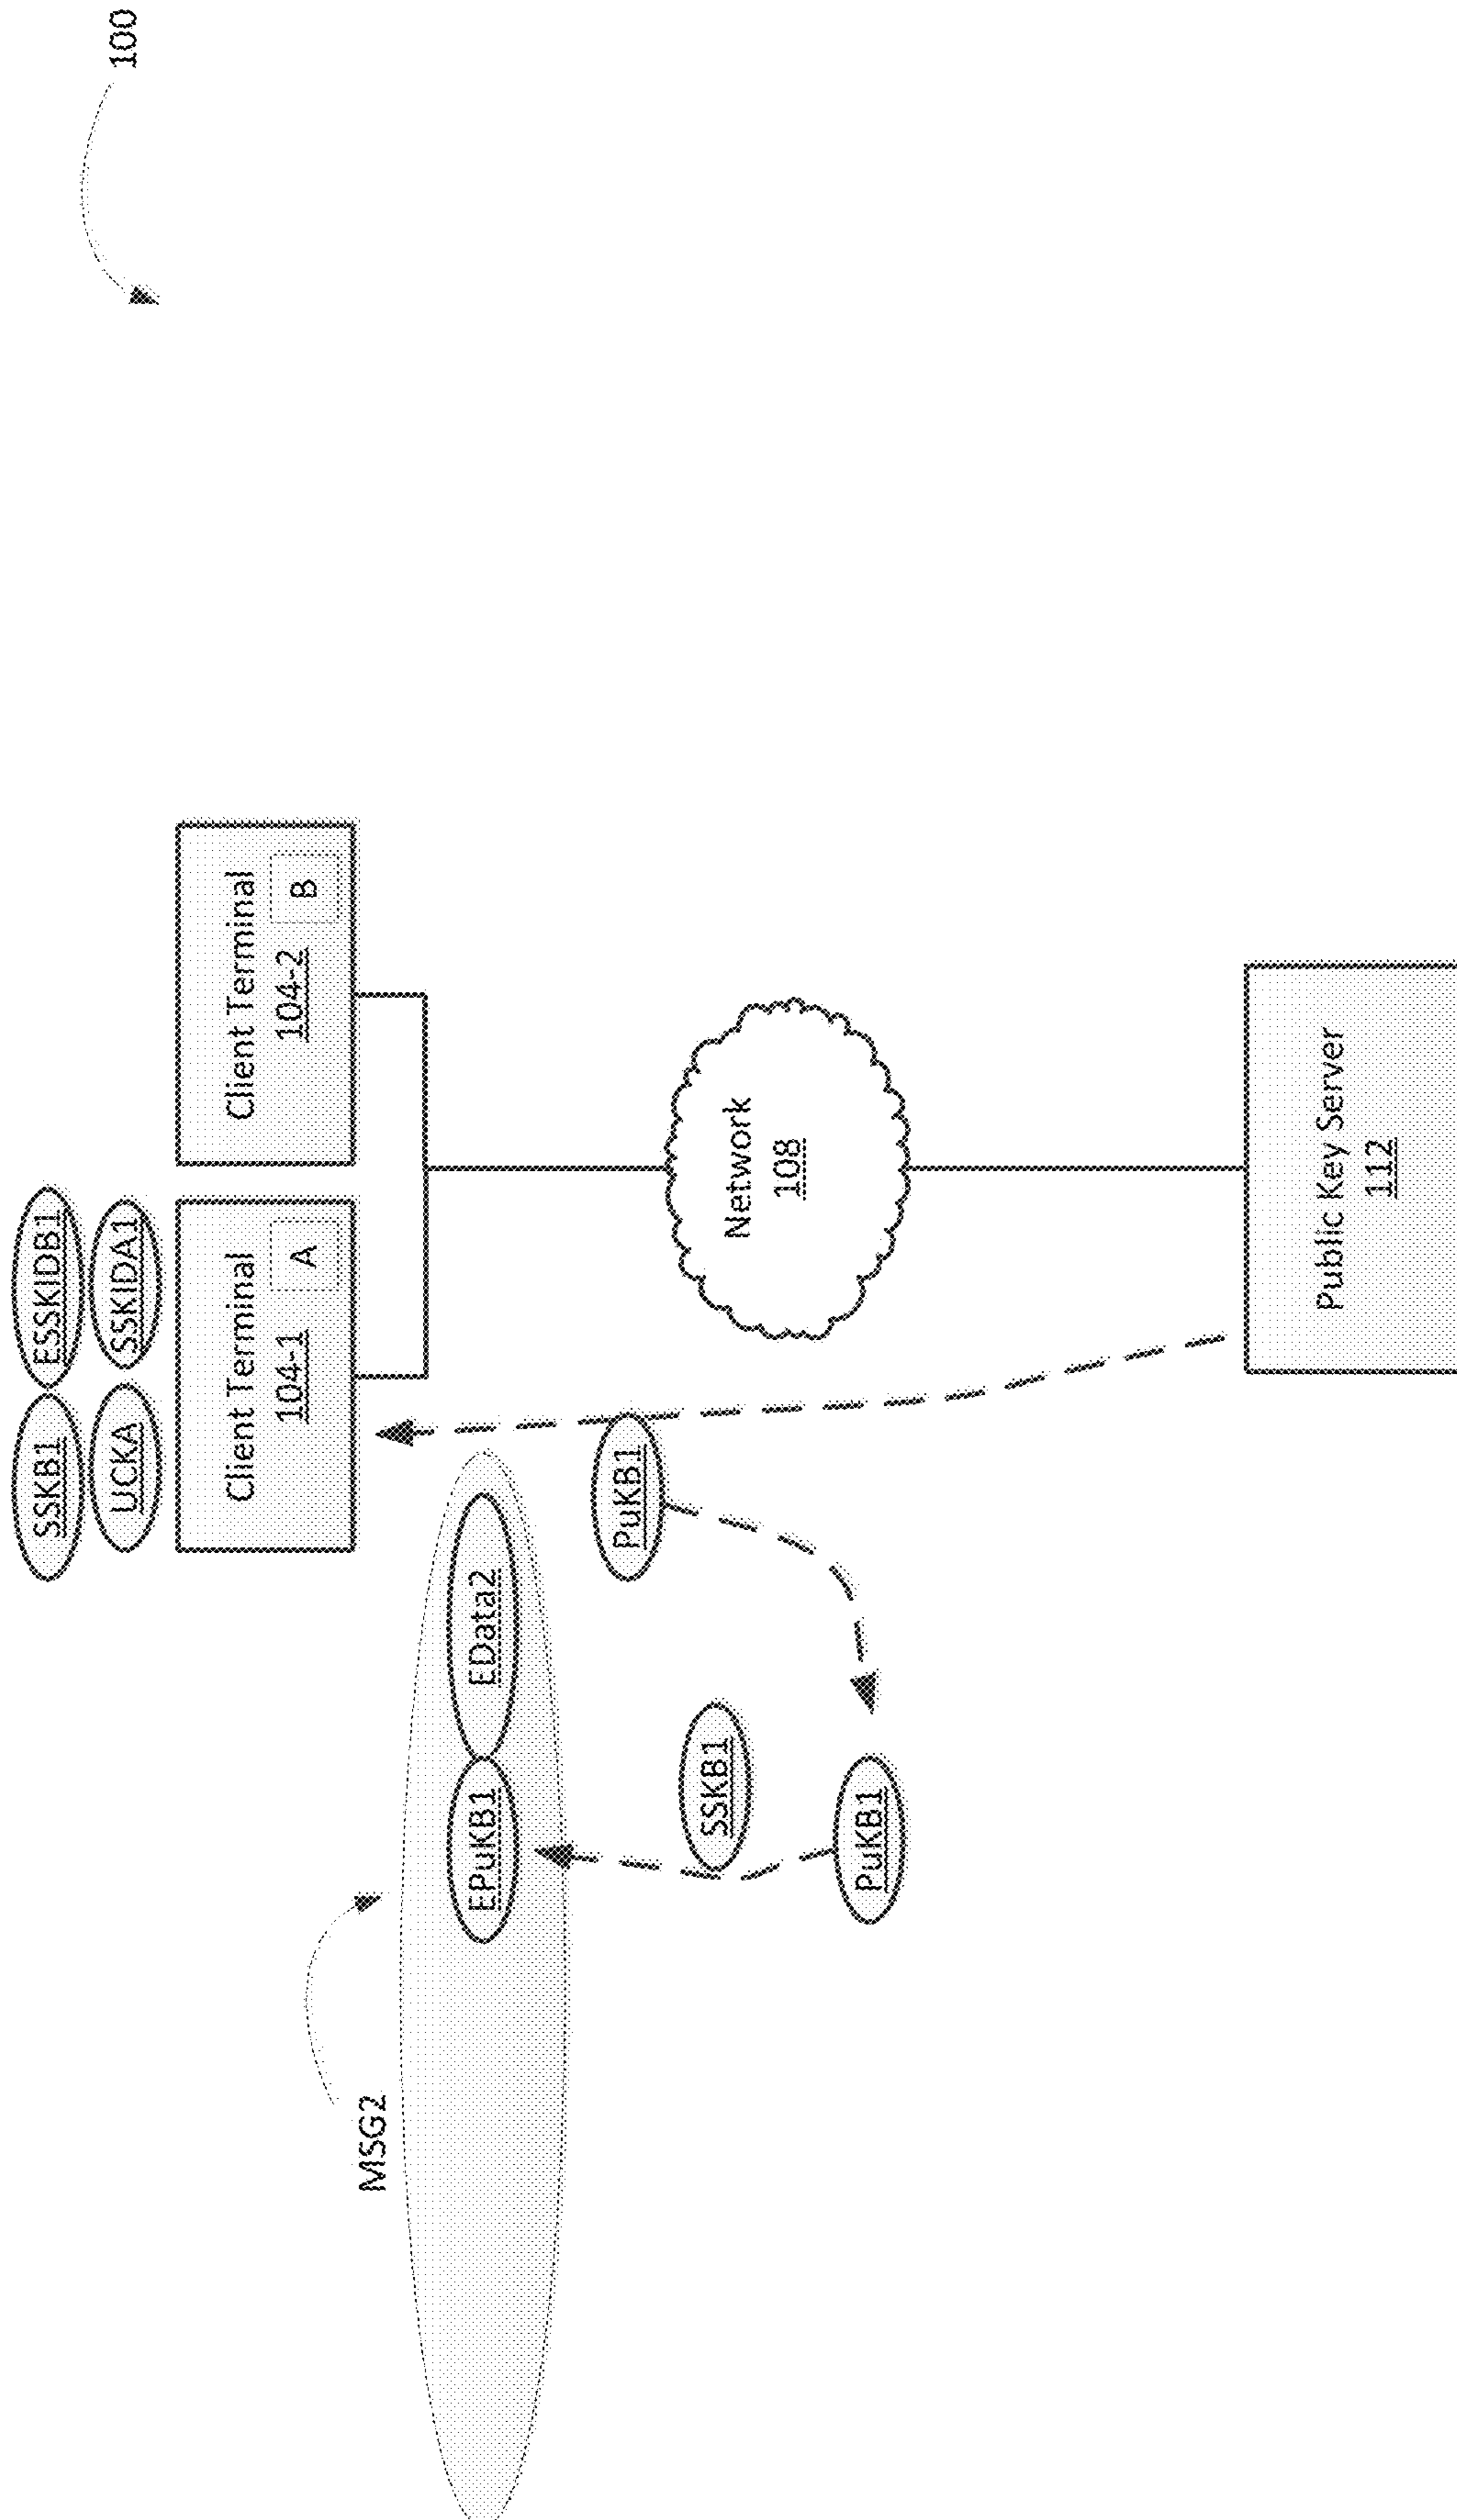 100
SSKB1
ESSKIDB1
UCKA
SSKIDA1
Client Terminal
104-1
A
Client Terminal
104-2
B
MSG2
EPuKB1
EData2
PuKB1
SSKB1
PuKB1
Network
108
Public Key Server
112